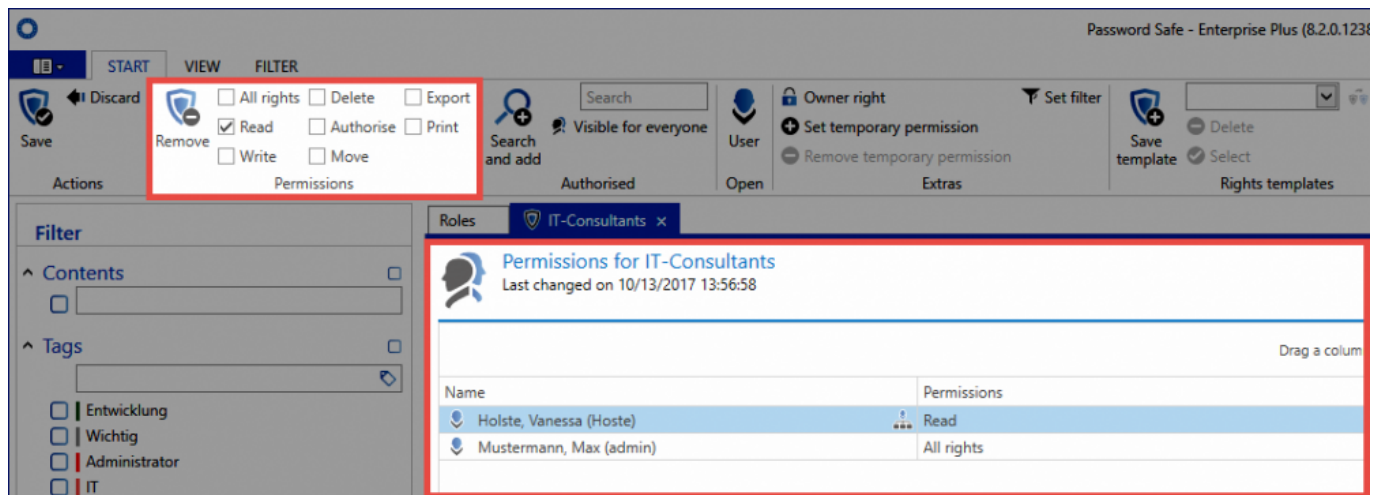 Password Safe - Enterprise Plus (8.2.0.1238
START VIEW FILTER
Save
Discard
Actions
Remove
All rights Delete Export
Read Authorise Print
Write Move
Permissions
Search
and add
Search
Visible for everyone
Authorised
User
Open
Owner right
Set filter
Set temporary permission
Remove temporary permission
Extras
Save
template
Delete
Select
Rights templates
Filter
Contents
Tags
Entwicklung
Wichtig
Administrator
IT
Roles IT-Consultants ×
Permissions for IT-Consultants
Last changed on 10/13/2017 13:56:58
Drag a colum
Name Permissions
Holste, Vanessa (Hoste) Read
Mustermann, Max (admin) All rights